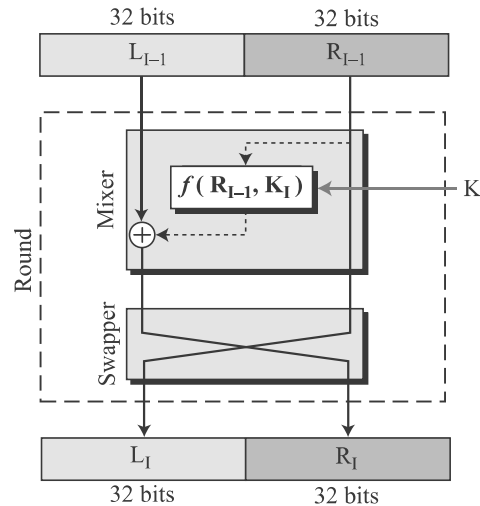 32 bits 32 bits
L_{I–1} R_{I–1}
Round
Mixer
f( R_{I–1}, K_I )
K
Swapper
L_I R_I
32 bits 32 bits